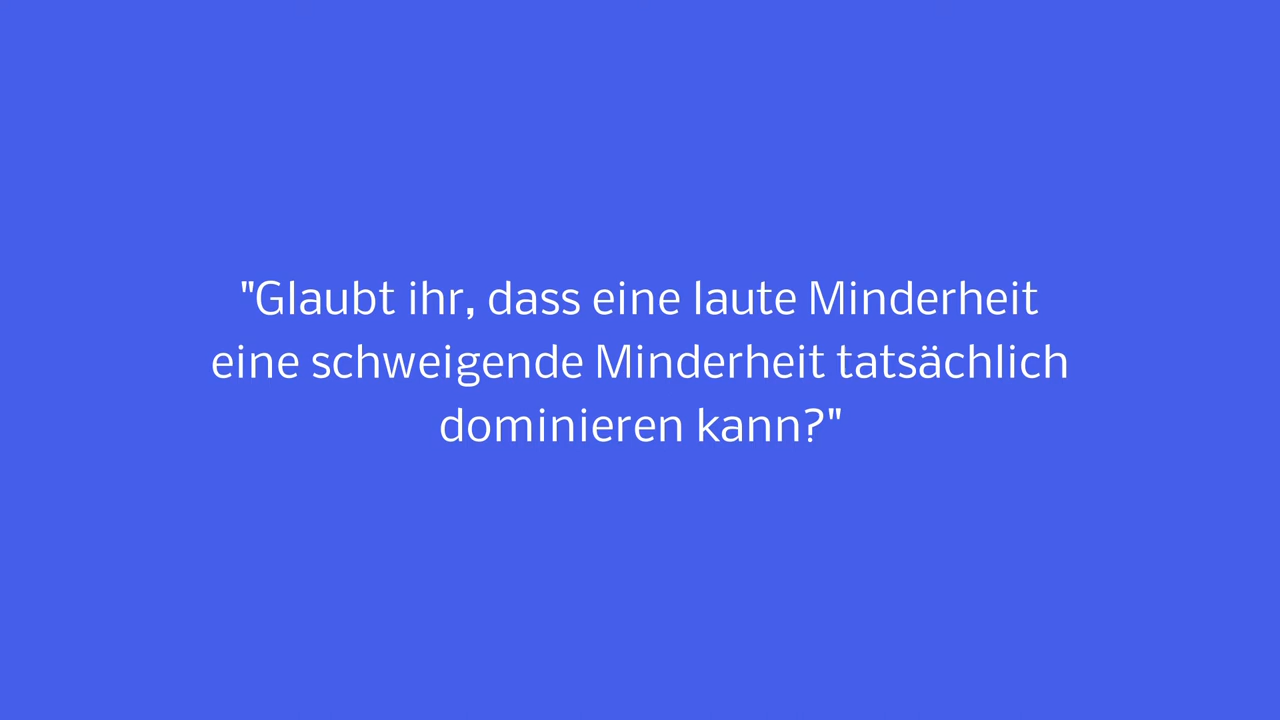 "Glaubt ihr, dass eine laute Minderheit
eine schweigende Minderheit tatsächlich
dominieren kann?"